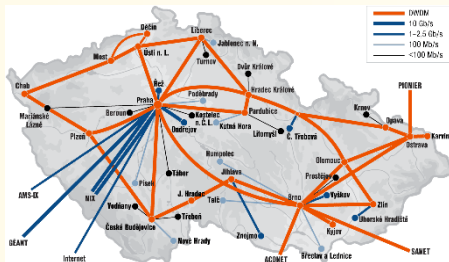 DWDM
10 Gb/s
1–2.5 Gb/s
100 Mb/s
<100 Mb/s
Děčín
Liberec
Jablonec n. N.
Ústí n. L.
Turnov
Most
Dvůr Králové
Cheb
Řež
Hradec Králové
Praha
Poděbrady
PIONIER
Mariánské
Lázně
Beroun
Kostelec
n. Č. l.
Pardubice
Krnov
Opava
Ondřejov
Kutná Hora
Litomyšl
Č. Třebová
Karviná
Ostrava
Plzeň
Humpolec
Olomouc
Tábor
Jihlava
Prostějov
AMS-IX
NIX
Písek
J. Hradec
Telč
Brno
Vyškov
Zlín
Vodňany
Třeboň
Uherské Hradiště
České Budějovice
Kyjov
GÉANT
Nové Hrady
Znojmo
Internet
Břeclav a Lednice
SANET
ACONET